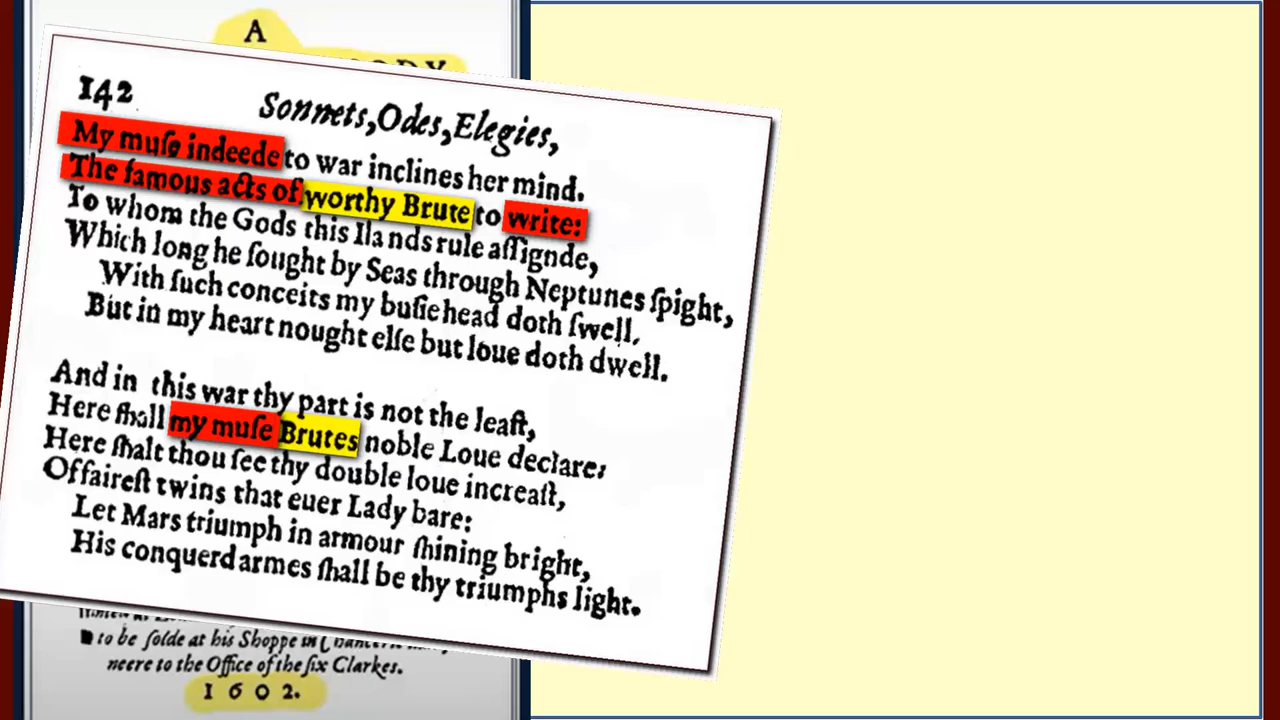 A
142
Sonnets,Odes,Elegies,
My muſe indeede to war inclines her mind.
The famous acts of worthy Brute to write:
To whom the Gods this Ilands rule aſſignde,
Which long he ſought by Seas through Neptunes ſpight,
With ſuch conceits my buſie head doth ſwell.
But in my heart nought elſe but loue doth dwell.
And in this war thy part is not the leaſt,
Here ſhall my muſe Brutes noble Loue declare:
Here ſhalt thou ſee thy double loue increaſt,
Of faireſt twins that euer Lady bare:
Let Mars triumph in armour ſhining bright,
His conquerd armes ſhall be thy triumphs light.
to be ſolde at his Shoppe in
neere to the Office of the ſix Clarkes.
1602.